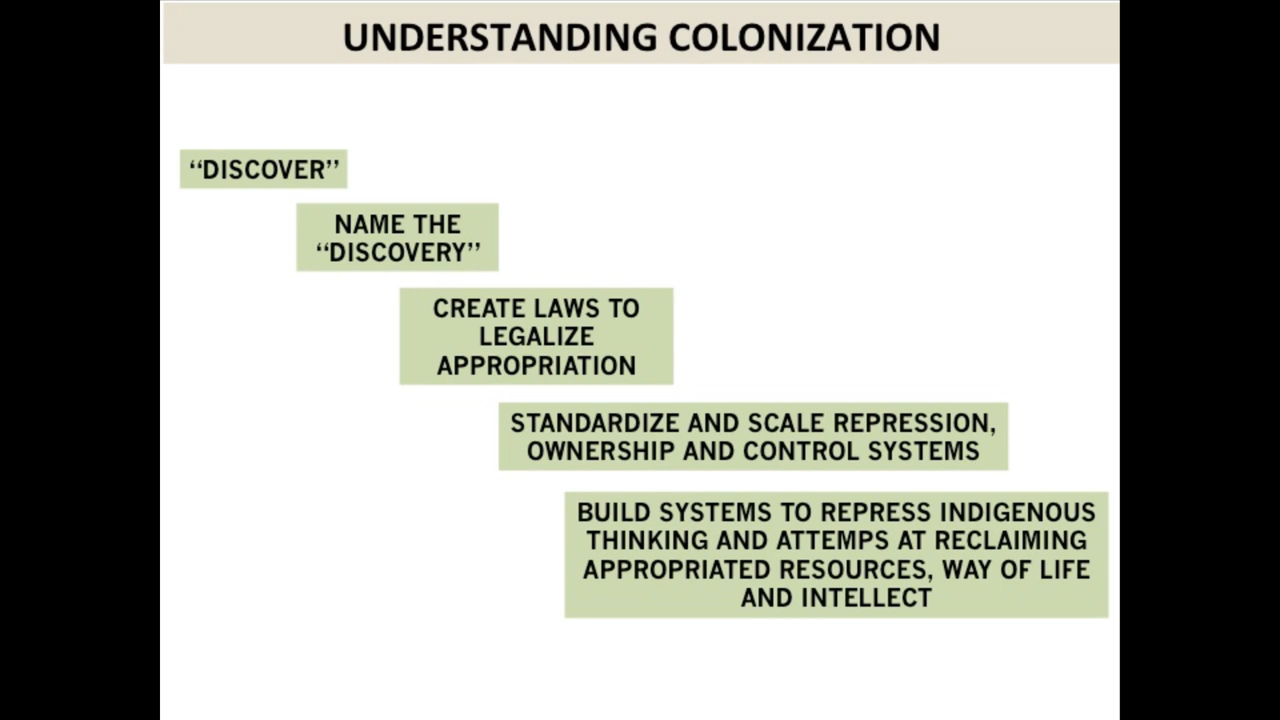 UNDERSTANDING COLONIZATION
“DISCOVER”
NAME THE
“DISCOVERY”
CREATE LAWS TO
LEGALIZE
APPROPRIATION
STANDARDIZE AND SCALE REPRESSION,
OWNERSHIP AND CONTROL SYSTEMS
BUILD SYSTEMS TO REPRESS INDIGENOUS
THINKING AND ATTEMPS AT RECLAIMING
APPROPRIATED RESOURCES, WAY OF LIFE
AND INTELLECT